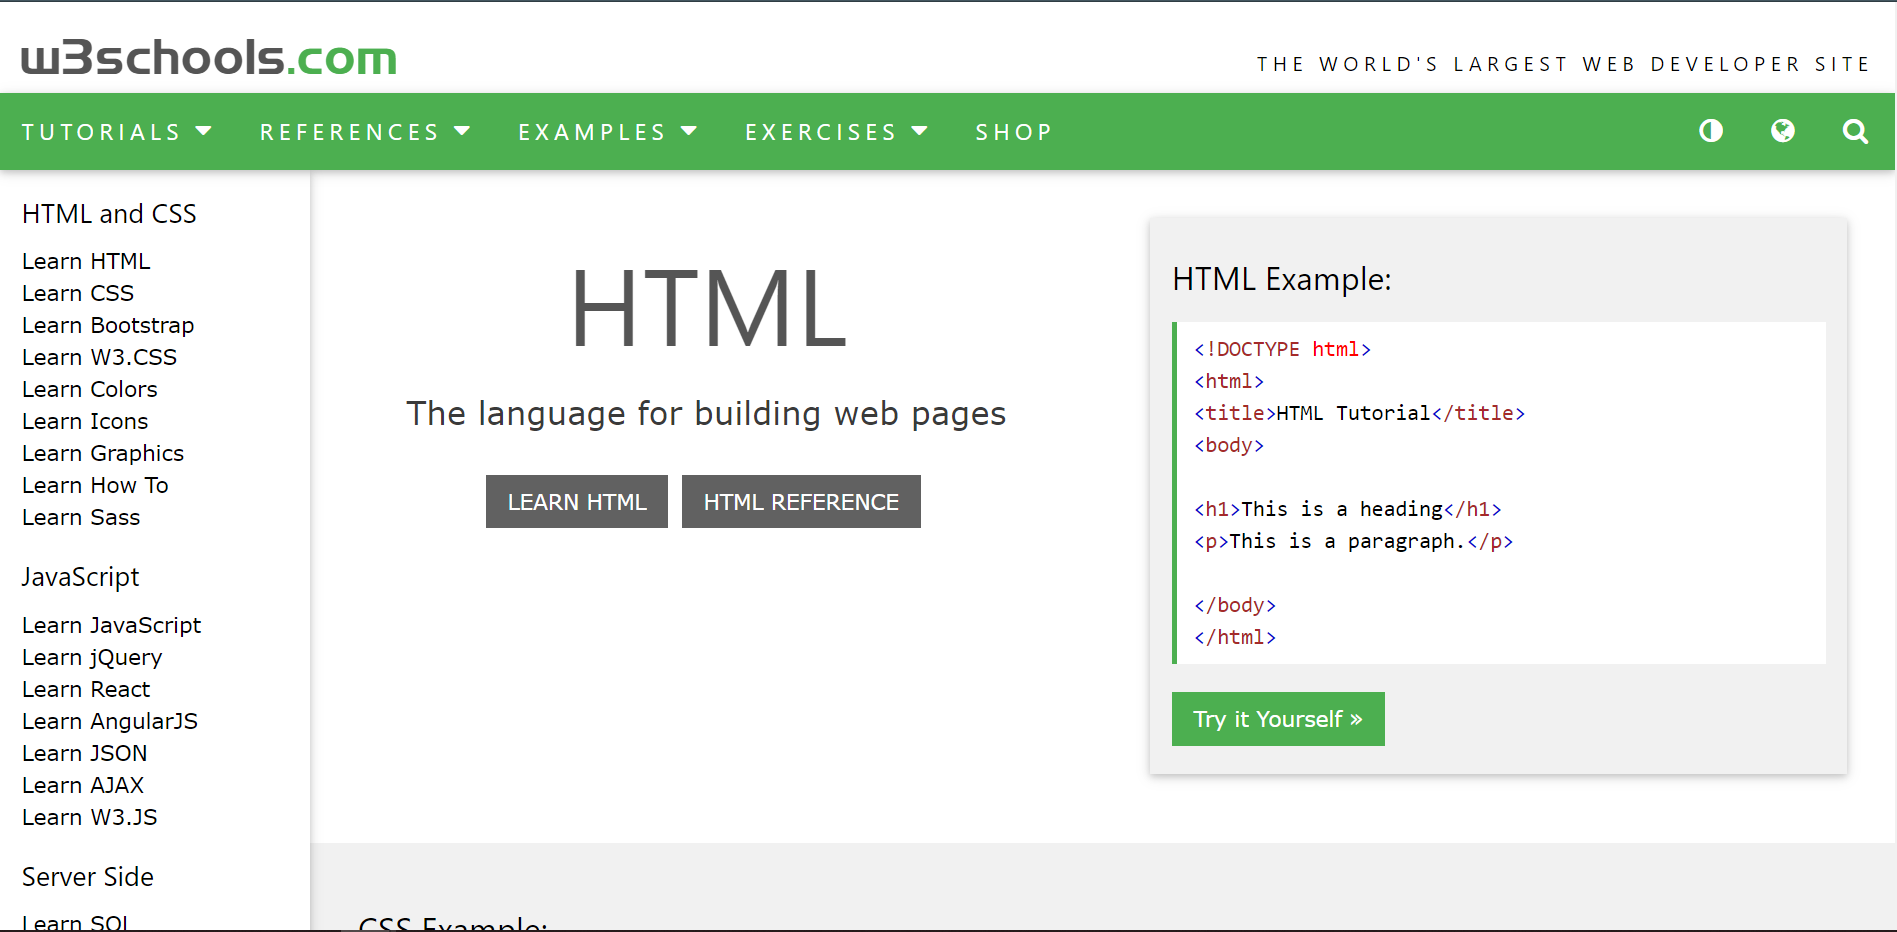 w3schools.com
THE WORLD'S LARGEST WEB DEVELOPER SITE
TUTORIALS REFERENCES EXAMPLES EXERCISES SHOP
HTML and CSS
Learn HTML
Learn CSS
Learn Bootstrap
Learn W3.CSS
Learn Colors
Learn Icons
Learn Graphics
Learn How To
Learn Sass
JavaScript
Learn JavaScript
Learn jQuery
Learn React
Learn AngularJS
Learn JSON
Learn AJAX
Learn W3.JS
Server Side
Learn SQL
HTML
The language for building web pages
LEARN HTML
HTML REFERENCE
HTML Example:
<!DOCTYPE html>
<html>
<title>HTML Tutorial</title>
<body>
<h1>This is a heading</h1>
<p>This is a paragraph.</p>
</body>
</html>
Try it Yourself »
CSS Example: